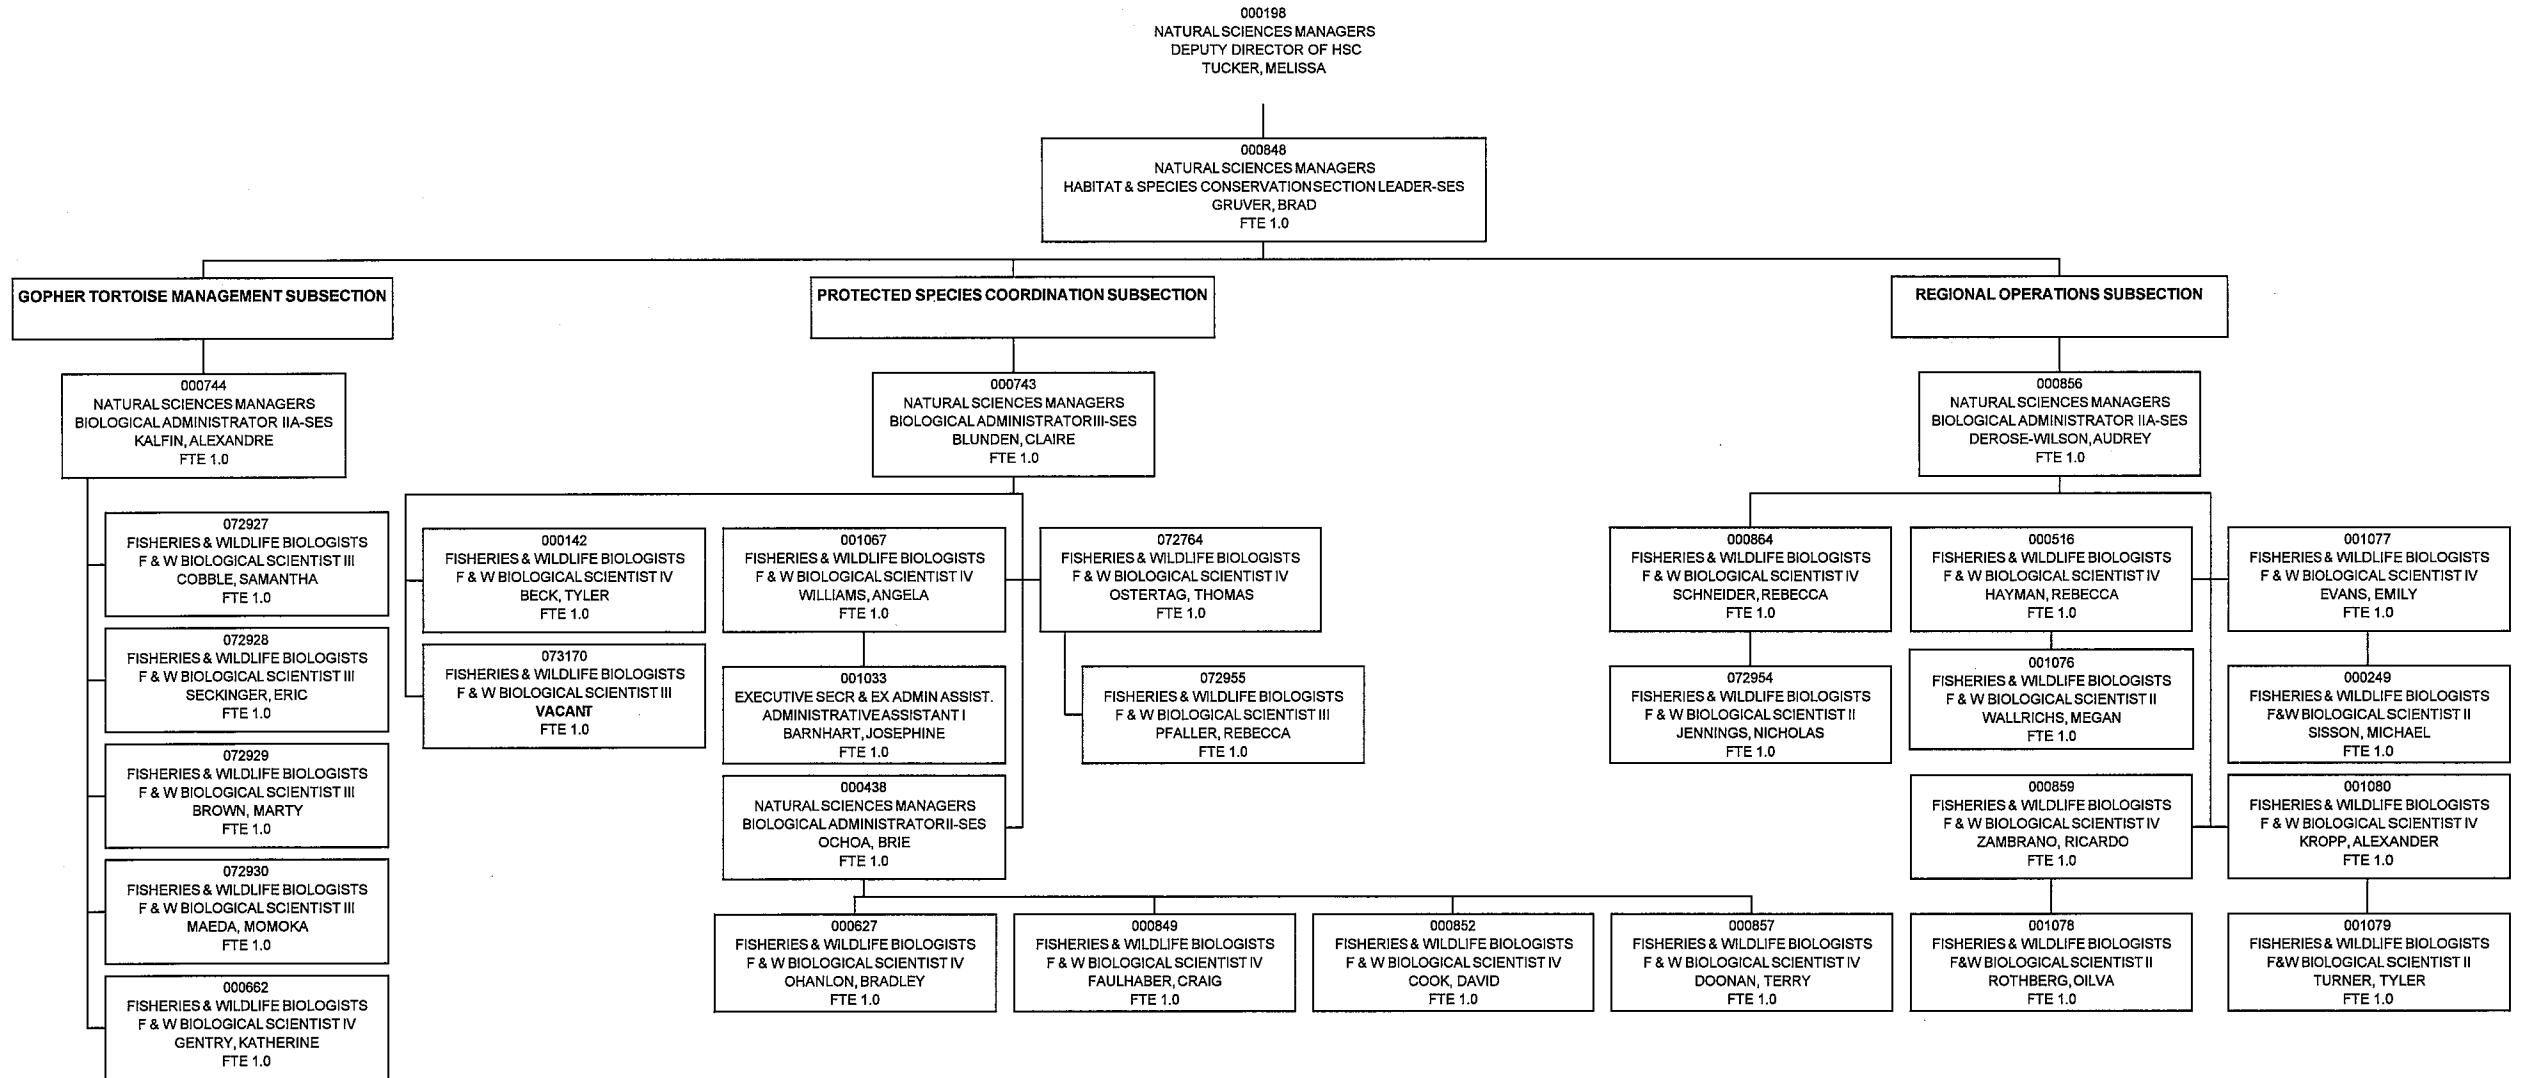 000198
NATURAL SCIENCES MANAGERS
DEPUTY DIRECTOR OF HSC
TUCKER, MELISSA
000848
NATURAL SCIENCES MANAGERS
HABITAT & SPECIES CONSERVATION SECTION LEADER-SES
GRUVER, BRAD
FTE 1.0
GOPHER TORTOISE MANAGEMENT SUBSECTION
PROTECTED SPECIES COORDINATION SUBSECTION
REGIONAL OPERATIONS SUBSECTION
000744
NATURAL SCIENCES MANAGERS
BIOLOGICAL ADMINISTRATOR IIA-SES
KALFIN, ALEXANDRE
FTE 1.0
000743
NATURAL SCIENCES MANAGERS
BIOLOGICAL ADMINISTRATOR III-SES
BLUNDEN, CLAIRE
FTE 1.0
000856
NATURAL SCIENCES MANAGERS
BIOLOGICAL ADMINISTRATOR IIA-SES
DEROSE-WILSON, AUDREY
FTE 1.0
072927
FISHERIES & WILDLIFE BIOLOGISTS
F & W BIOLOGICAL SCIENTIST III
COBBLE, SAMANTHA
FTE 1.0
072928
FISHERIES & WILDLIFE BIOLOGISTS
F & W BIOLOGICAL SCIENTIST III
SECKINGER, ERIC
FTE 1.0
072929
FISHERIES & WILDLIFE BIOLOGISTS
F & W BIOLOGICAL SCIENTIST III
BROWN, MARTY
FTE 1.0
072930
FISHERIES & WILDLIFE BIOLOGISTS
F & W BIOLOGICAL SCIENTIST III
MAEDA, MOMOKA
FTE 1.0
000662
FISHERIES & WILDLIFE BIOLOGISTS
F & W BIOLOGICAL SCIENTIST IV
GENTRY, KATHERINE
FTE 1.0
000142
FISHERIES & WILDLIFE BIOLOGISTS
F & W BIOLOGICAL SCIENTIST IV
BECK, TYLER
FTE 1.0
073170
FISHERIES & WILDLIFE BIOLOGISTS
F & W BIOLOGICAL SCIENTIST III
VACANT
FTE 1.0
001067
FISHERIES & WILDLIFE BIOLOGISTS
F & W BIOLOGICAL SCIENTIST IV
WILLIAMS, ANGELA
FTE 1.0
001033
EXECUTIVE SECR & EX ADMIN ASSIST.
ADMINISTRATIVE ASSISTANT I
BARNHART, JOSEPHINE
FTE 1.0
000438
NATURAL SCIENCES MANAGERS
BIOLOGICAL ADMINISTRATOR II-SES
OCHOA, BRIE
FTE 1.0
072764
FISHERIES & WILDLIFE BIOLOGISTS
F & W BIOLOGICAL SCIENTIST IV
OSTERTAG, THOMAS
FTE 1.0
072955
FISHERIES & WILDLIFE BIOLOGISTS
F & W BIOLOGICAL SCIENTIST III
PFALLER, REBECCA
FTE 1.0
000627
FISHERIES & WILDLIFE BIOLOGISTS
F & W BIOLOGICAL SCIENTIST IV
OHANLON, BRADLEY
FTE 1.0
000849
FISHERIES & WILDLIFE BIOLOGISTS
F & W BIOLOGICAL SCIENTIST IV
FAULHABER, CRAIG
FTE 1.0
000852
FISHERIES & WILDLIFE BIOLOGISTS
F & W BIOLOGICAL SCIENTIST IV
COOK, DAVID
FTE 1.0
000857
FISHERIES & WILDLIFE BIOLOGISTS
F & W BIOLOGICAL SCIENTIST IV
DOONAN, TERRY
FTE 1.0
000864
FISHERIES & WILDLIFE BIOLOGISTS
F & W BIOLOGICAL SCIENTIST IV
SCHNEIDER, REBECCA
FTE 1.0
072954
FISHERIES & WILDLIFE BIOLOGISTS
F & W BIOLOGICAL SCIENTIST II
JENNINGS, NICHOLAS
FTE 1.0
000516
FISHERIES & WILDLIFE BIOLOGISTS
F & W BIOLOGICAL SCIENTIST IV
HAYMAN, REBECCA
FTE 1.0
001076
FISHERIES & WILDLIFE BIOLOGISTS
F & W BIOLOGICAL SCIENTIST II
WALLRICHS, MEGAN
FTE 1.0
001077
FISHERIES & WILDLIFE BIOLOGISTS
F & W BIOLOGICAL SCIENTIST IV
EVANS, EMILY
FTE 1.0
000249
FISHERIES & WILDLIFE BIOLOGISTS
F&W BIOLOGICAL SCIENTIST II
SISSON, MICHAEL
FTE 1.0
000859
FISHERIES & WILDLIFE BIOLOGISTS
F & W BIOLOGICAL SCIENTIST IV
ZAMBRANO, RICARDO
FTE 1.0
001080
FISHERIES & WILDLIFE BIOLOGISTS
F & W BIOLOGICAL SCIENTIST IV
KROPP, ALEXANDER
FTE 1.0
001078
FISHERIES & WILDLIFE BIOLOGISTS
F&W BIOLOGICAL SCIENTIST II
ROTHBERG, OILVA
FTE 1.0
001079
FISHERIES & WILDLIFE BIOLOGISTS
F&W BIOLOGICAL SCIENTIST II
TURNER, TYLER
FTE 1.0